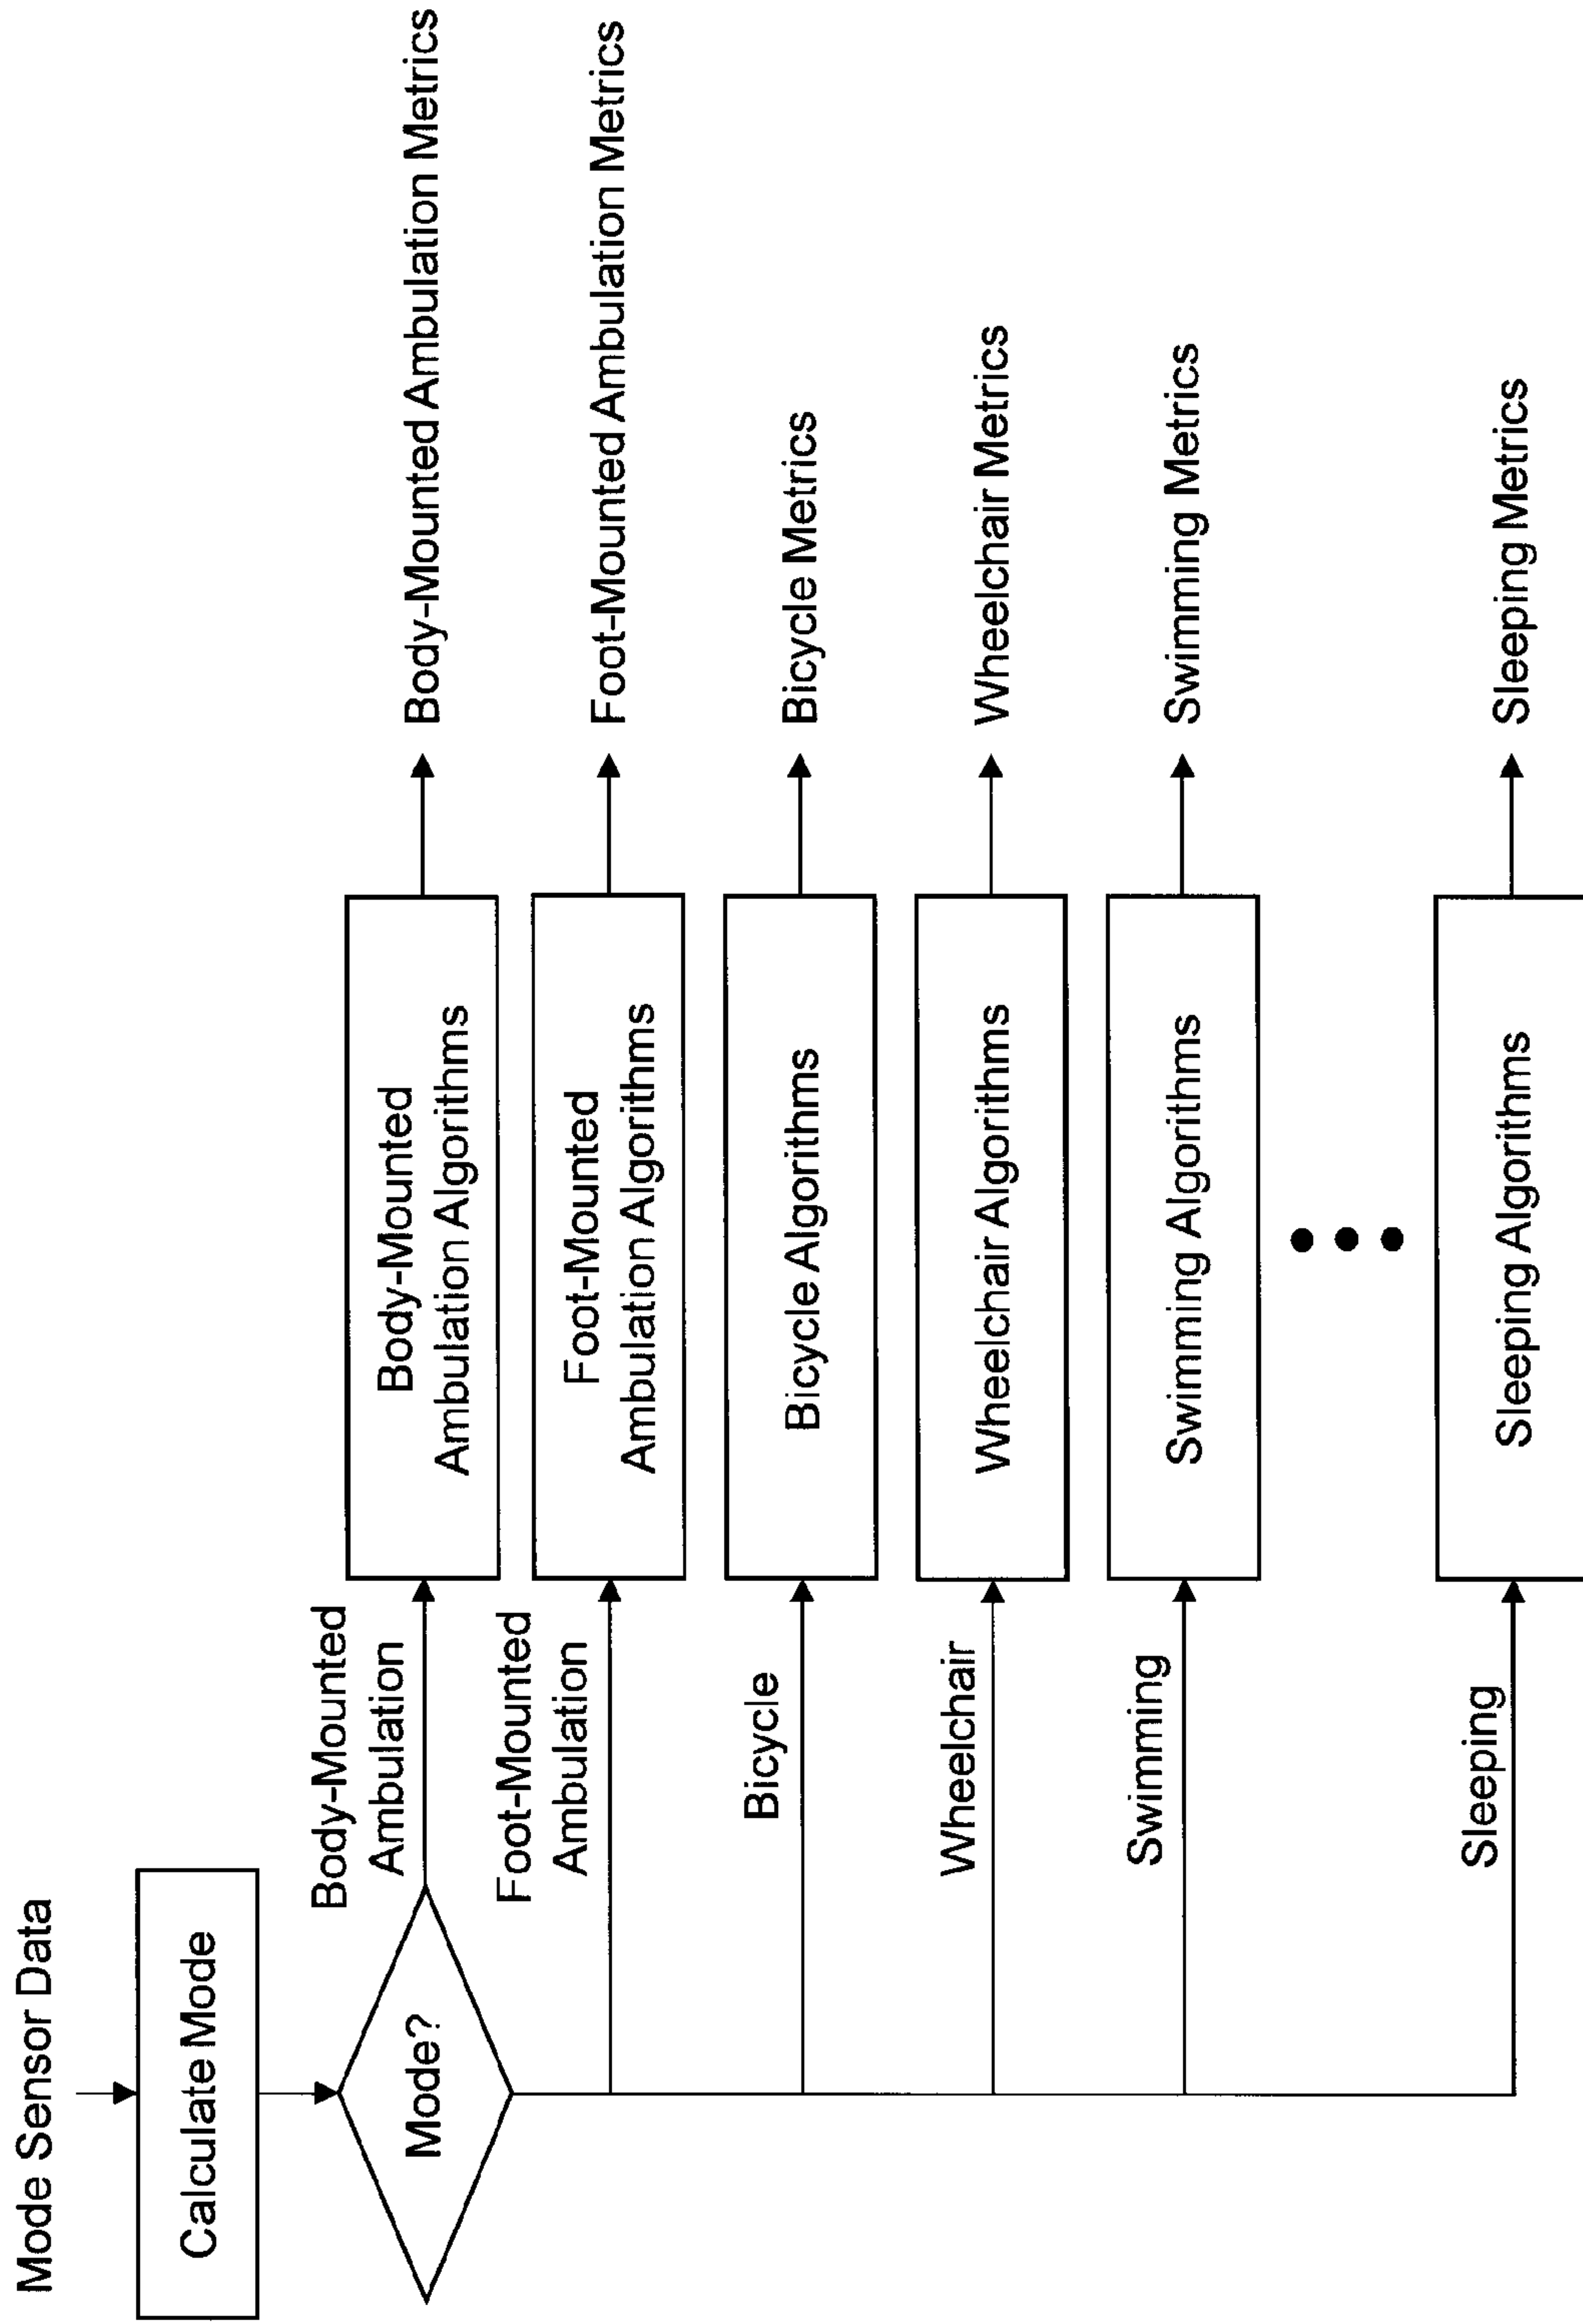 Mode Sensor Data
Calculate Mode
Mode?
Body-Mounted
Ambulation
Body-Mounted
Ambulation Algorithms
Body-Mounted Ambulation Metrics
Foot-Mounted
Ambulation
Foot-Mounted
Ambulation Algorithms
Foot-Mounted Ambulation Metrics
Bicycle
Bicycle Algorithms
Bicycle Metrics
Wheelchair
Wheelchair Algorithms
Wheelchair Metrics
Swimming
Swimming Algorithms
Swimming Metrics
Sleeping
Sleeping Algorithms
Sleeping Metrics